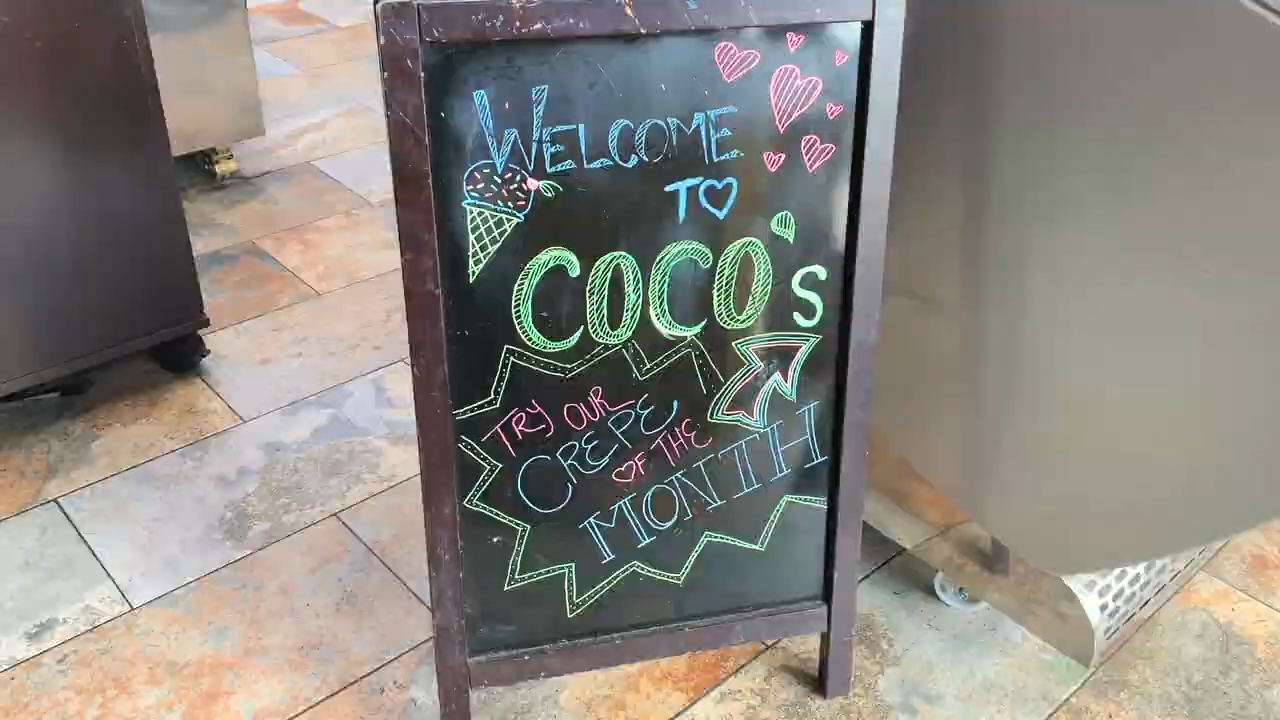 WELCOME
TO
COCO'S
TRY OUR
CREPE
OF THE
MONTH